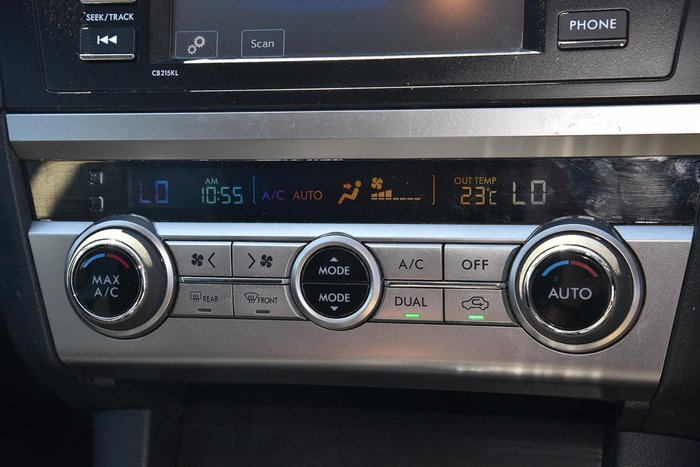 SEEK/TRACK
PHONE
Scan
CB215KL
LO
AM
10:55
A/C AUTO
OUT TEMP
23°C
LO
MAX
A/C
MODE
MODE
A/C
OFF
REAR
FRONT
DUAL
AUTO